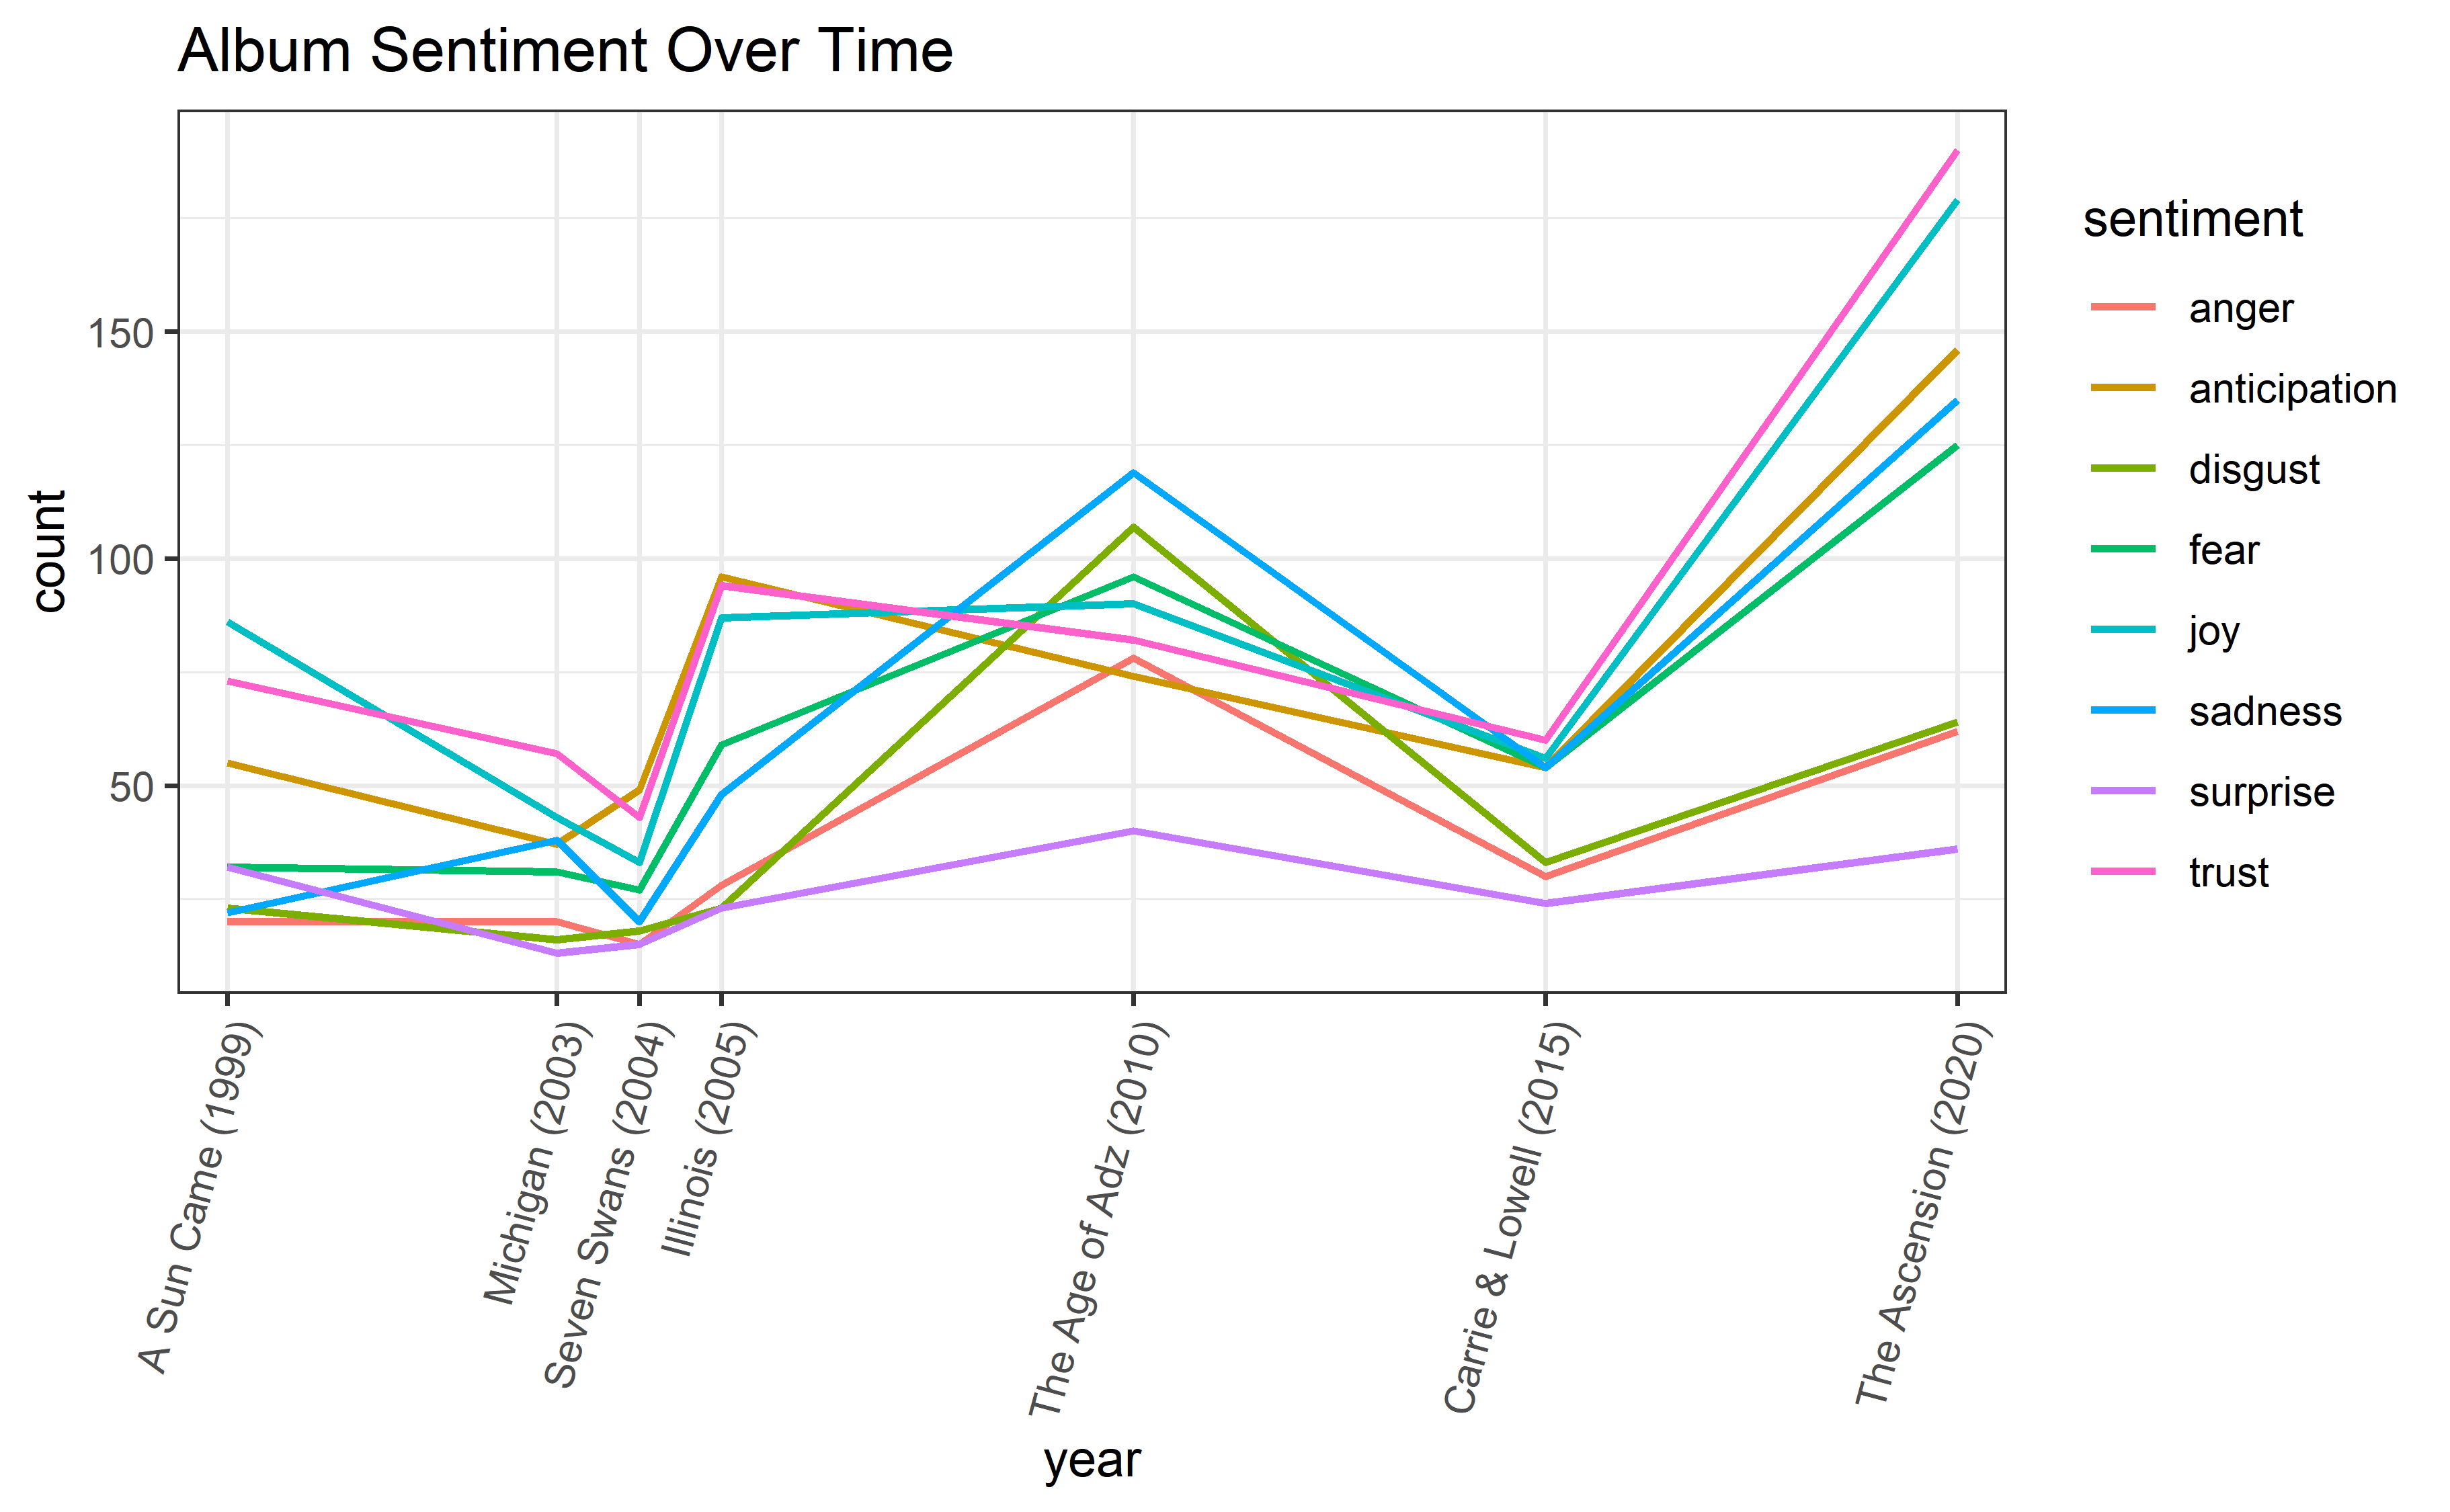 Album Sentiment Over Time
count
150
100
50
A Sun Came (1999)
Michigan (2003)
Seven Swans (2004)
Illinois (2005)
The Age of Adz (2010)
Carrie & Lowell (2015)
The Ascension (2020)
year
sentiment
anger
anticipation
disgust
fear
joy
sadness
surprise
trust